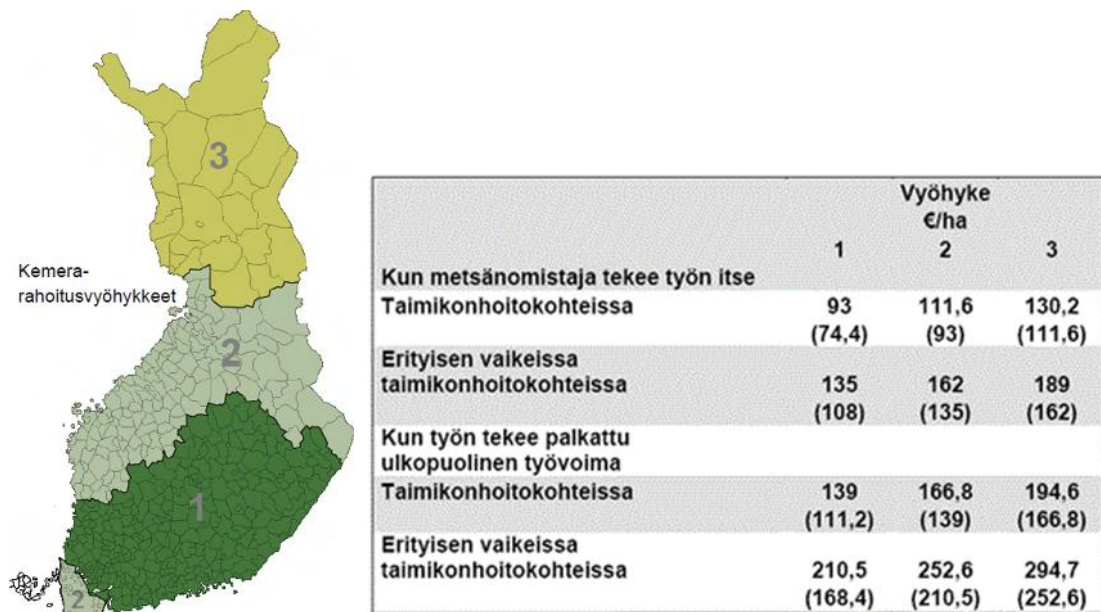 3
Kemera-
rahoitusvyöhykkeet
2
1
2
Vyöhyke
€/ha
1 2 3
Kun metsänomistaja tekee työn itse
Taimikonhoitokohteissa 93 111,6 130,2
(74,4) (93) (111,6)
Erityisen vaikeissa
taimikonhoitokohteissa 135 162 189
(108) (135) (162)
Kun työn tekee palkattu
ulkopuolinen työvoima
Taimikonhoitokohteissa 139 166,8 194,6
(111,2) (139) (166,8)
Erityisen vaikeissa
taimikonhoitokohteissa 210,5 252,6 294,7
(168,4) (210,5) (252,6)